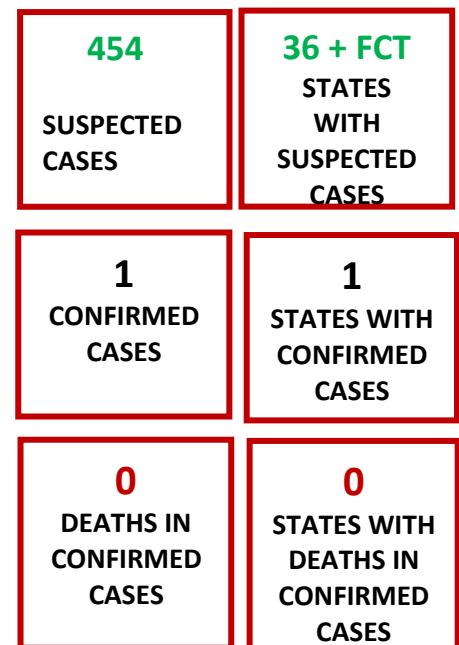 454
SUSPECTED
CASES
36 + FCT
STATES
WITH
SUSPECTED
CASES
1
CONFIRMED
CASES
1
STATES WITH
CONFIRMED
CASES
0
DEATHS IN
CONFIRMED
CASES
0
STATES WITH
DEATHS IN
CONFIRMED
CASES